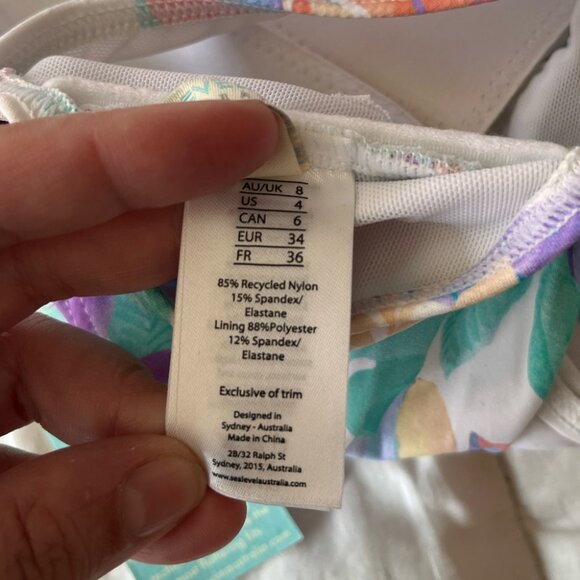 AU/UK 8
US 4
CAN 6
EUR 34
FR 36
85% Recycled Nylon
15% Spandex/
Elastane
Lining 88%Polyester
12% Spandex/
Elastane
Exclusive of trim
Designed in
Sydney - Australia
Made in China
2B/32 Ralph St
Sydney, 2015, Australia
www.sealevelaustralia.com